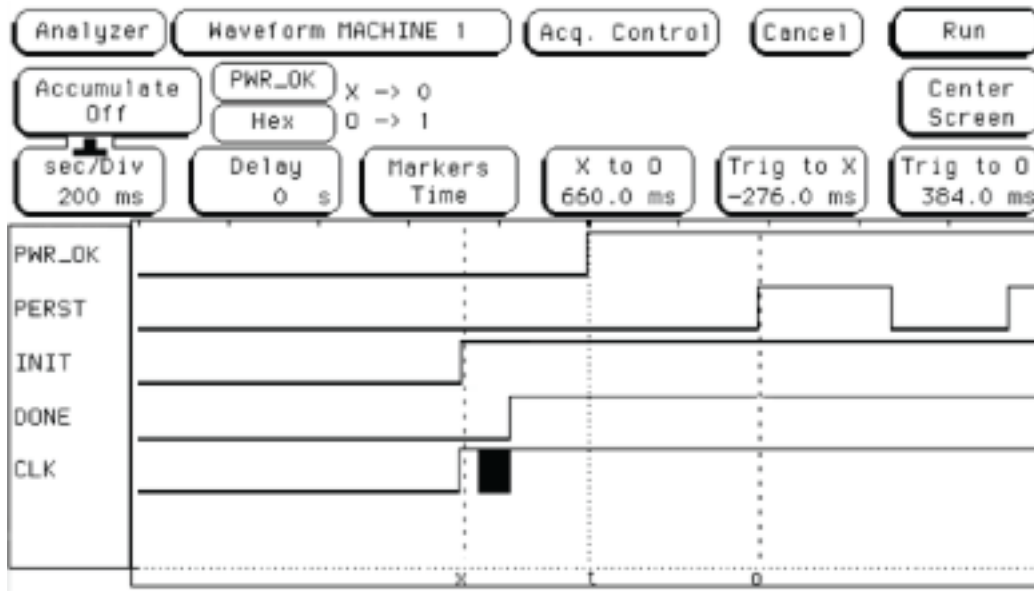 Analyzer Waveform MACHINE 1 Acq. Control Cancel Run
Accumulate Off PWR_OK X -> 0 Center Screen
Hex O -> 1
sec/Div Delay Markers X to O Trig to X Trig to O
200 ms 0 s Time 660.0 ms -276.0 ms 384.0 ms
PWR_OK
PERST
INIT
DONE
CLK
X t O